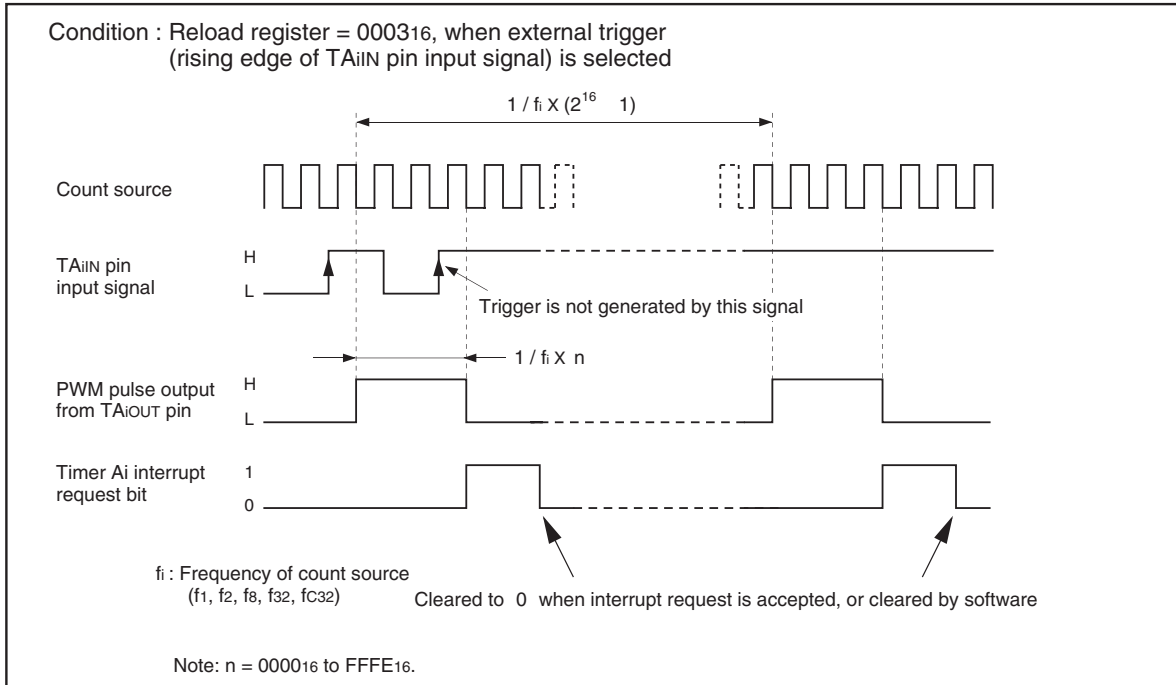 Condition : Reload register = 000316, when external trigger
(rising edge of TAiIN pin input signal) is selected
1 / fi X (2^16 1)
Count source
TAiIN pin
input signal
H
L
Trigger is not generated by this signal
1 / fi X n
PWM pulse output
from TAiOUT pin
H
L
Timer Ai interrupt
request bit
1
0
fi : Frequency of count source
(f1, f2, f8, f32, fC32)
Cleared to 0 when interrupt request is accepted, or cleared by software
Note: n = 000016 to FFFE16.